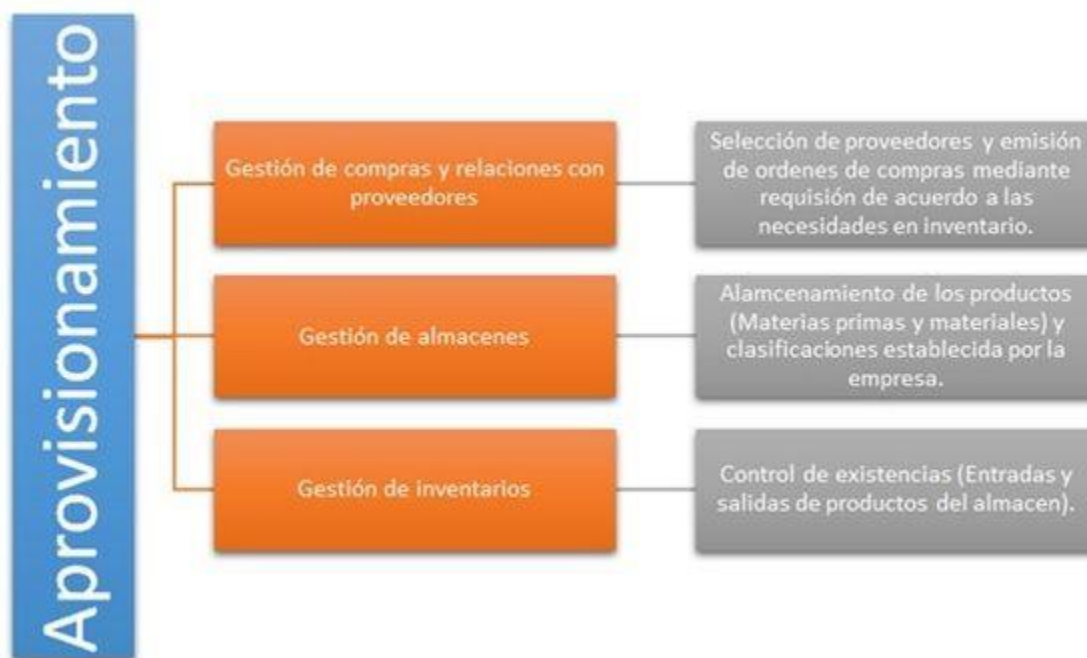 Aprovisionamiento
Gestión de compras y relaciones con
proveedores
Selección de proveedores y emisión
de ordenes de compras mediante
requisión de acuerdo a las
necesidades en inventario.
Gestión de almacenes
Alamcenamiento de los productos
(Materias primas y materiales) y
clasificaciones establecida por la
empresa.
Gestión de inventarios
Control de existencias (Entradas y
salidas de productos del almacen).